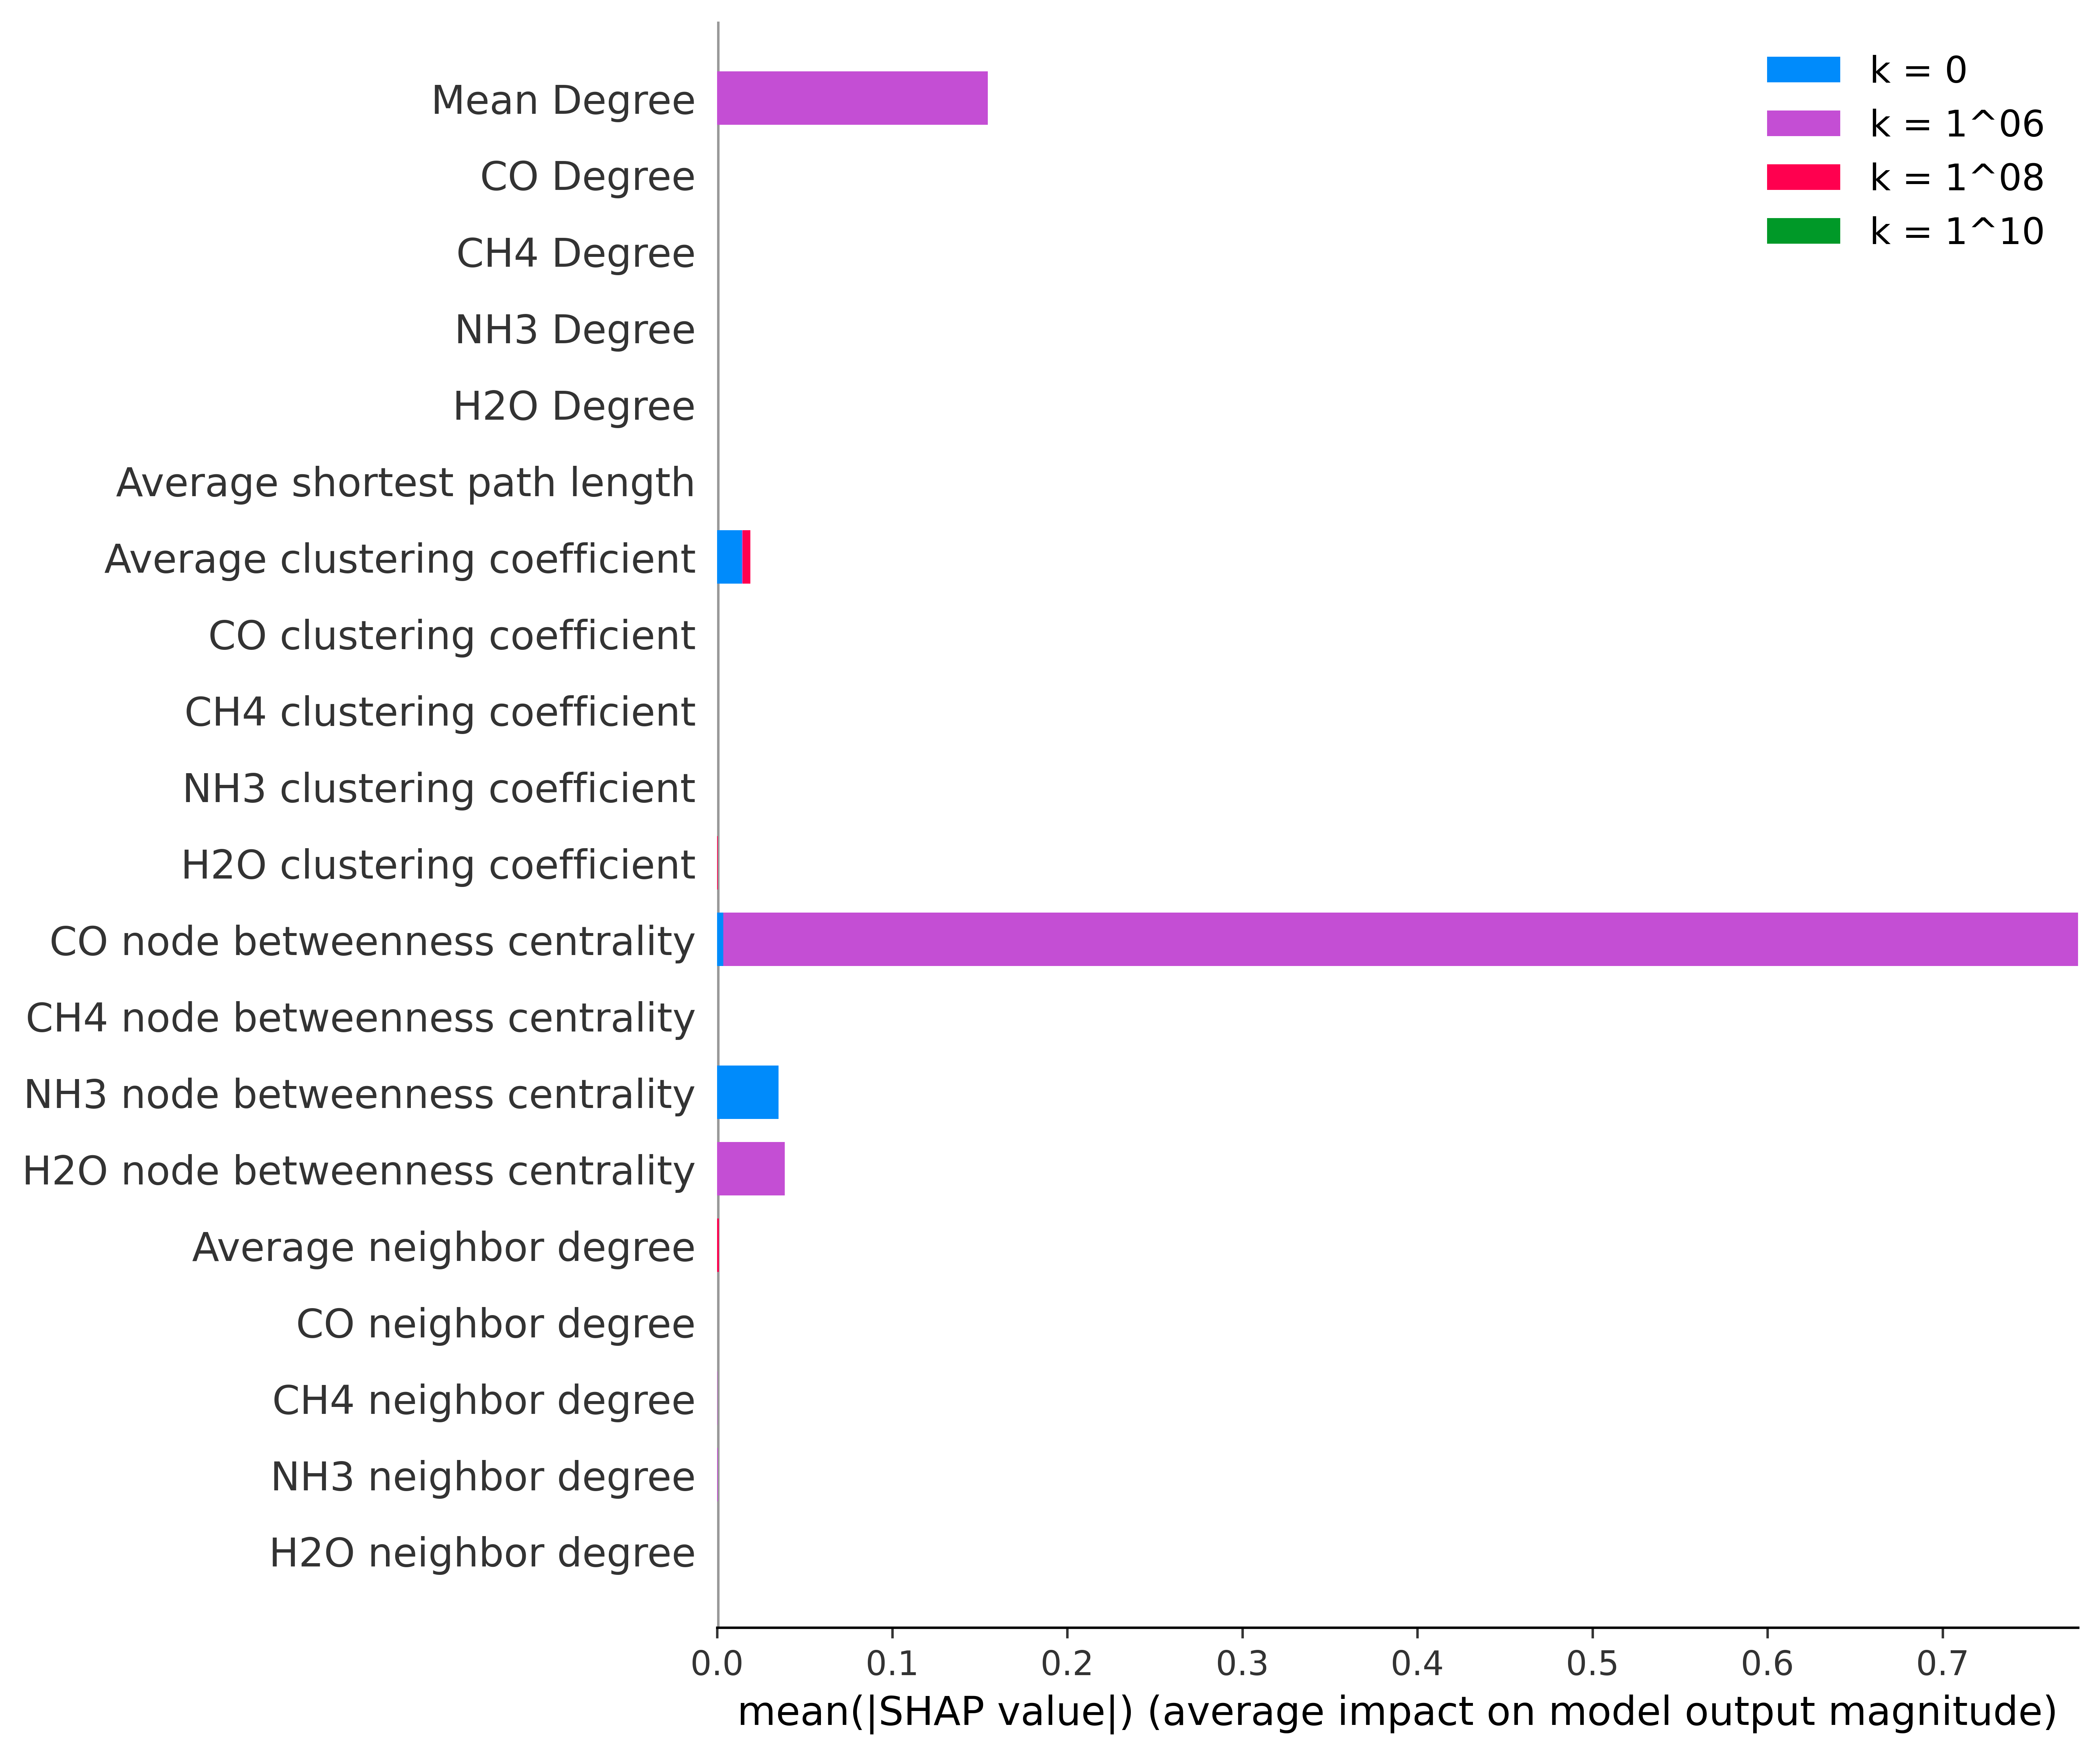 k = 0
k = 1^06
k = 1^08
k = 1^10
Mean Degree
CO Degree
CH4 Degree
NH3 Degree
H2O Degree
Average shortest path length
Average clustering coefficient
CO clustering coefficient
CH4 clustering coefficient
NH3 clustering coefficient
H2O clustering coefficient
CO node betweenness centrality
CH4 node betweenness centrality
NH3 node betweenness centrality
H2O node betweenness centrality
Average neighbor degree
CO neighbor degree
CH4 neighbor degree
NH3 neighbor degree
H2O neighbor degree
0.0 0.1 0.2 0.3 0.4 0.5 0.6 0.7
mean(|SHAP value|) (average impact on model output magnitude)